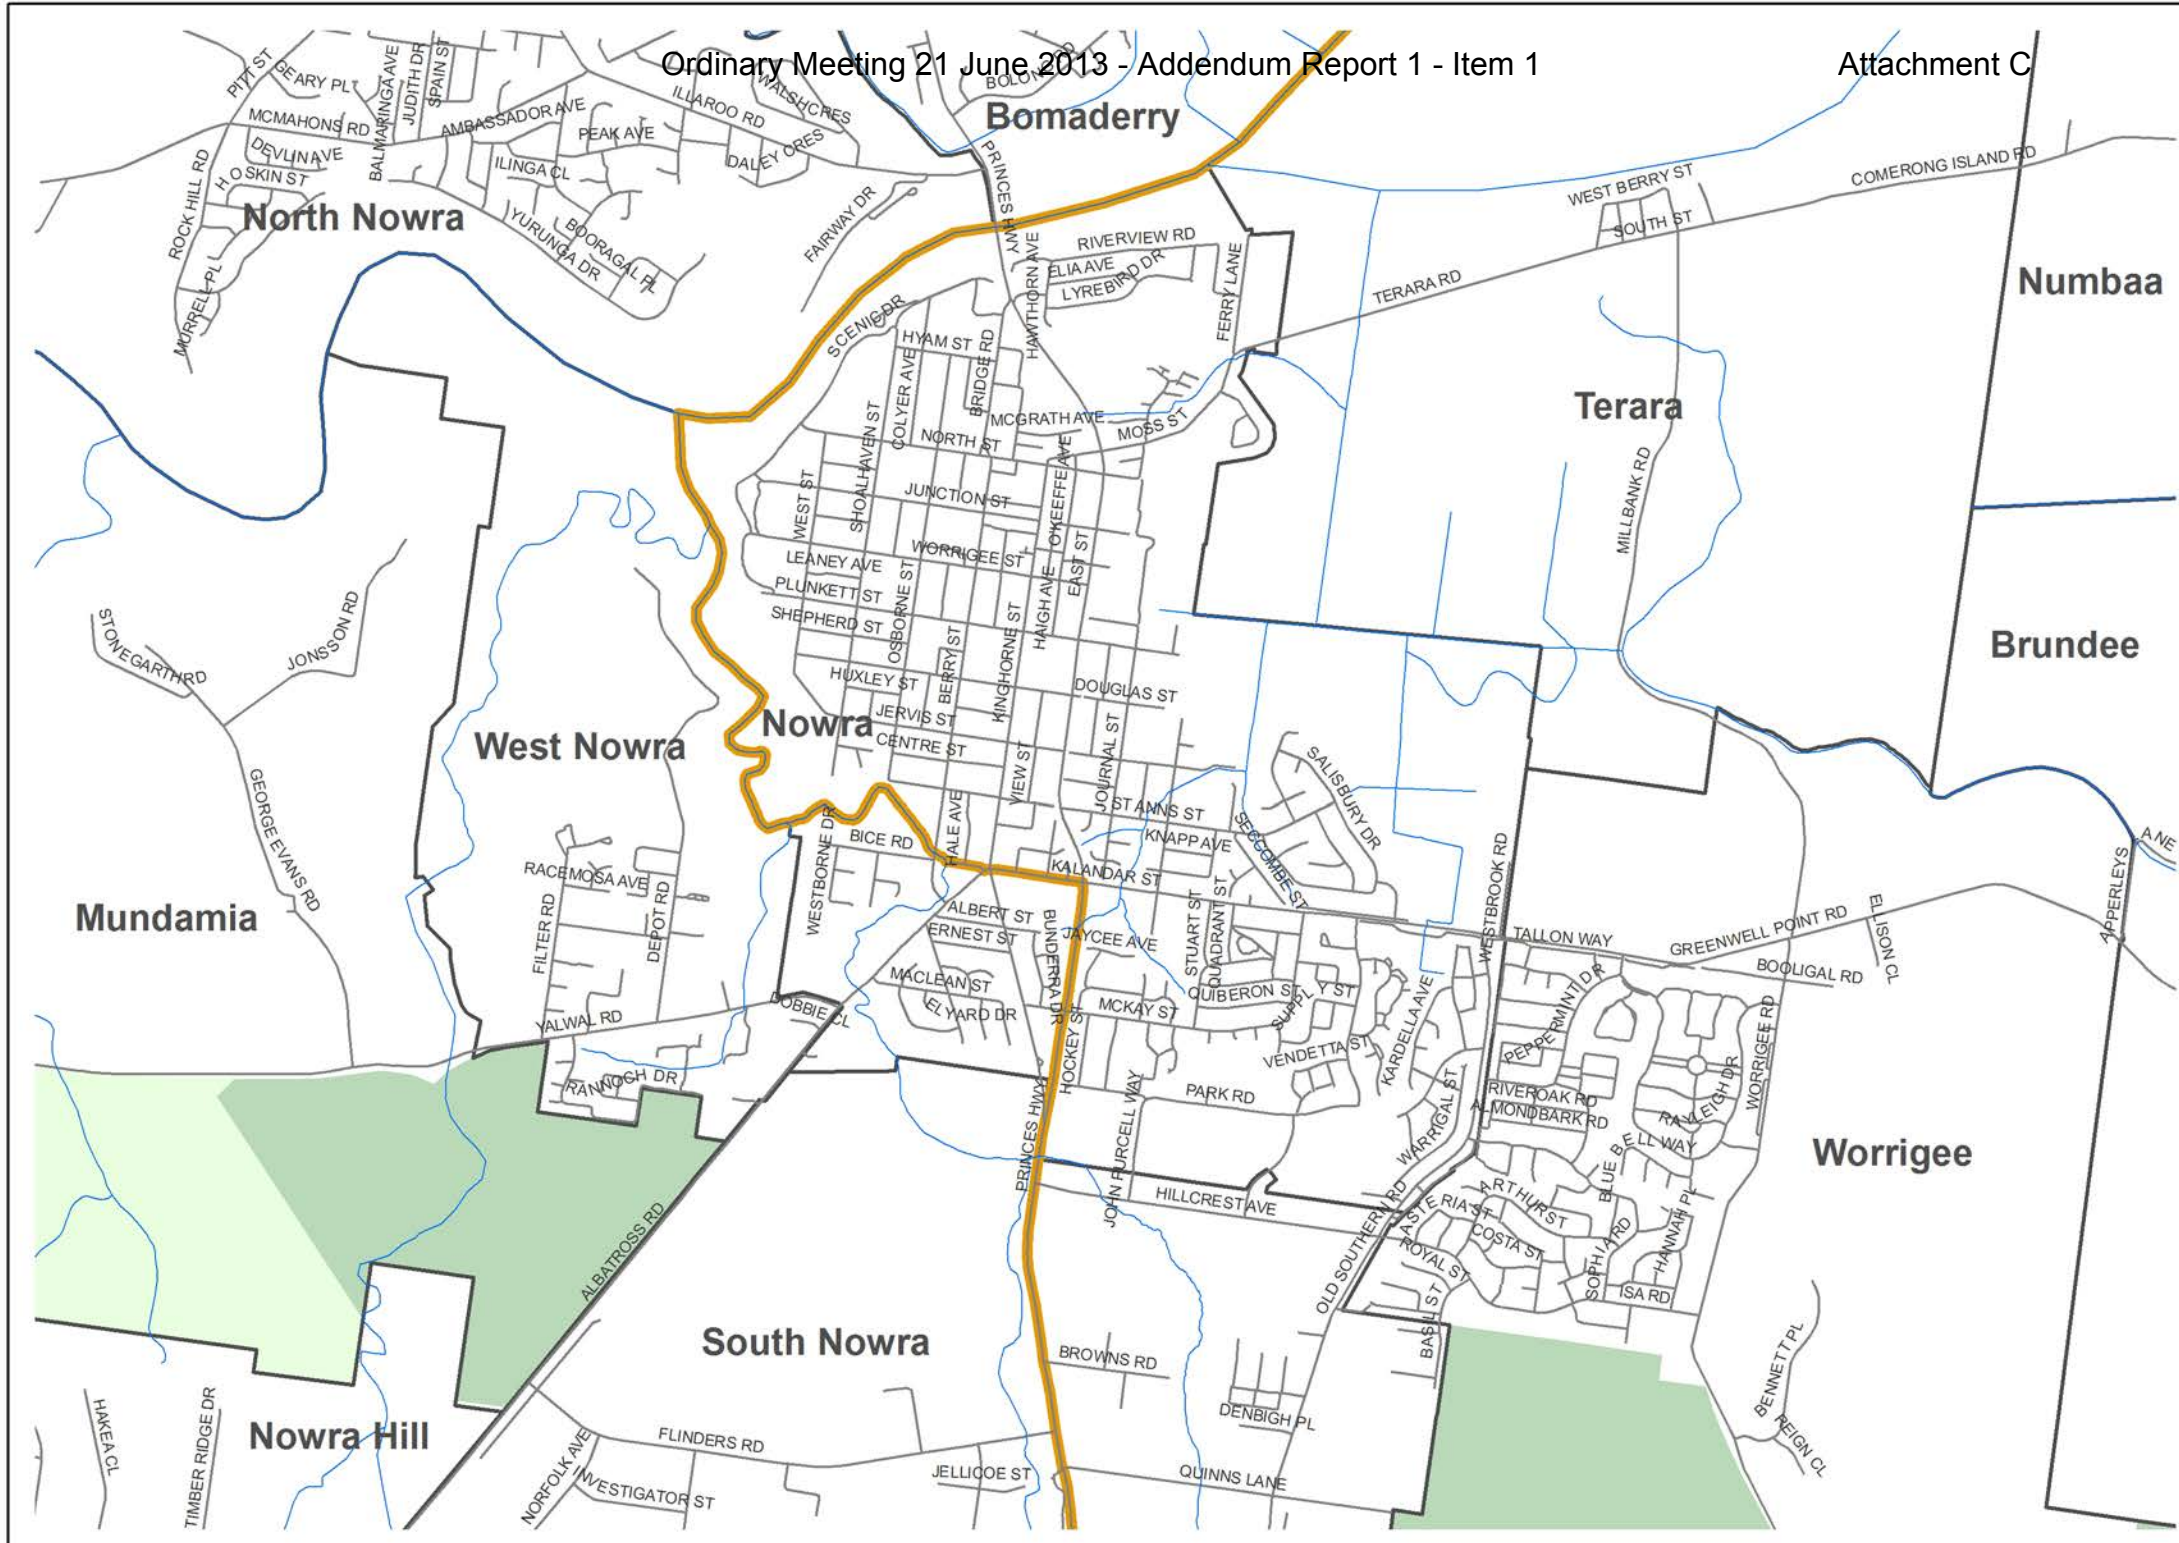 Ordinary Meeting 21 June 2013 - Addendum Report 1 - Item 1
Attachment C
PITT ST
GEARY PL
BALMARINGA AVE
JUDITH DR
SPAIN ST
MCMAHONS RD
AMBASSADOR AVE
ILLAROO RD
WALSH CRES
BOLONG RD
Bomaderry
DEVLIN AVE
PEAK AVE
DALEY CRES
HOSKIN ST
ILINGA CL
ROCK HILL RD
North Nowra
YURUNGA DR
BOORAGAL PL
FAIRWAY DR
PRINCES HWY
MURRELL PL
COMERONG ISLAND RD
WEST BERRY ST
SOUTH ST
RIVERVIEW RD
ELIA AVE
LYREBIRD DR
HAWTHORN AVE
FERRY LANE
TERARA RD
Numbaa
SCENIC DR
HYAM ST
BRIDGE RD
COLYER AVE
Terara
MCGRATH AVE
MOSS ST
NORTH ST
SHOALHAVEN ST
WEST ST
JUNCTION ST
O'KEEFFE AVE
MILLBANK RD
WORRIGEE ST
EAST ST
LEANEY AVE
PLUNKETT ST
SHEPHERD ST
OSBORNE ST
HAIGH AVE
KINGHORNE ST
BERRY ST
STONEGARTH RD
JONSSON RD
Brundee
HUXLEY ST
DOUGLAS ST
JERVIS ST
Nowra
CENTRE ST
West Nowra
VIEW ST
JOURNAL ST
SALISBURY DR
GEORGE EVANS RD
ST ANNS ST
KNAPP AVE
SECCOMBE ST
WESTBORNE DR
BICE RD
HALE AVE
KALANDAR ST
WESTBROOK RD
APPERLEYS
ANE
RACEMOSA AVE
FILTER RD
DEPOT RD
Mundamia
ALBERT ST
ERNEST ST
BUNDERRA DR
JAYCEE AVE
STUART ST
QUADRANT ST
TALLON WAY
GREENWELL POINT RD
ELLISON CL
BOOLIGAL RD
MACLEAN ST
ELYARD DR
MCKAY ST
QUIBERON ST
SUPPLY ST
KARDELLA AVE
PEPPERMINT DR
DOBBIE CL
YALWAL RD
HOCKEY ST
VENDETTA ST
RANNOCH DR
PARK RD
RIVEROAK RD
ALMONDBARK RD
RAYLEIGH DR
WORRIGEE RD
PRINCES HWY
JOHN PURCELL WAY
WARRIGAL ST
BLUE BELL WAY
Worrigee
HILLCREST AVE
ALBATROSS RD
OLD SOUTHERN RD
ASTERIA ST
ARTHUR ST
COSTA ST
ROYAL ST
SOPHIA RD
HANNAH PL
ISA RD
BASIL ST
South Nowra
BROWNS RD
BENNETT PL
HAKEA CL
TIMBER RIDGE DR
Nowra Hill
DENBIGH PL
REIGN CL
FLINDERS RD
NORFOLK AVE
INVESTIGATOR ST
JELLICOE ST
QUINNS LANE